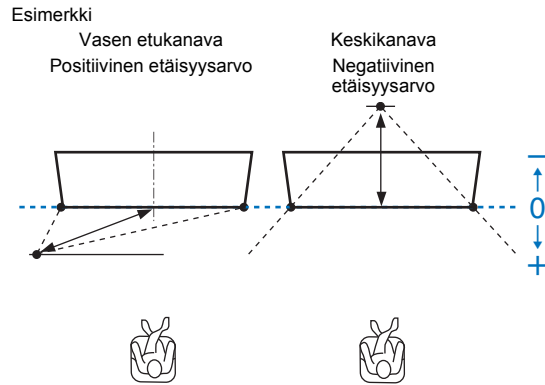 Esimerkki
Vasen etukanava
Positiivinen etäisyysarvo
Keskikanava
Negatiivinen
etäisyysarvo
−
0
+